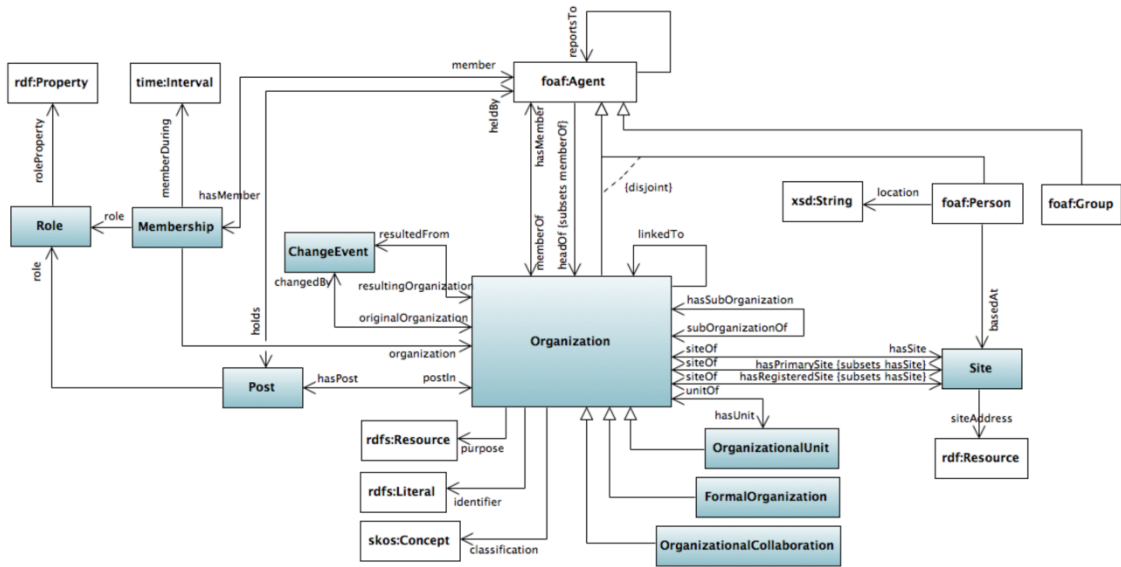 reportsTo
member
foaf:Agent
rdf:Property
time:Interval
heldBy
hasMember
roleProperty
memberDuring
{disjoint}
headOf {subsets memberOf}
memberOf
hasMember
xsd:String
location
foaf:Person
foaf:Group
Role
role
Membership
linkedTo
ChangeEvent
resultedFrom
changedBy
resultingOrganization
role
basedAt
hasSubOrganization
originalOrganization
subOrganizationOf
holds
organization
Organization
siteOf
hasSite
siteOf
hasPrimarySite {subsets hasSite}
Site
siteOf
hasRegisteredSite {subsets hasSite}
Post
hasPost
postIn
unitOf
hasUnit
siteAddress
rdfs:Resource
purpose
OrganizationalUnit
rdf:Resource
rdfs:Literal
identifier
FormalOrganization
skos:Concept
classification
OrganizationalCollaboration